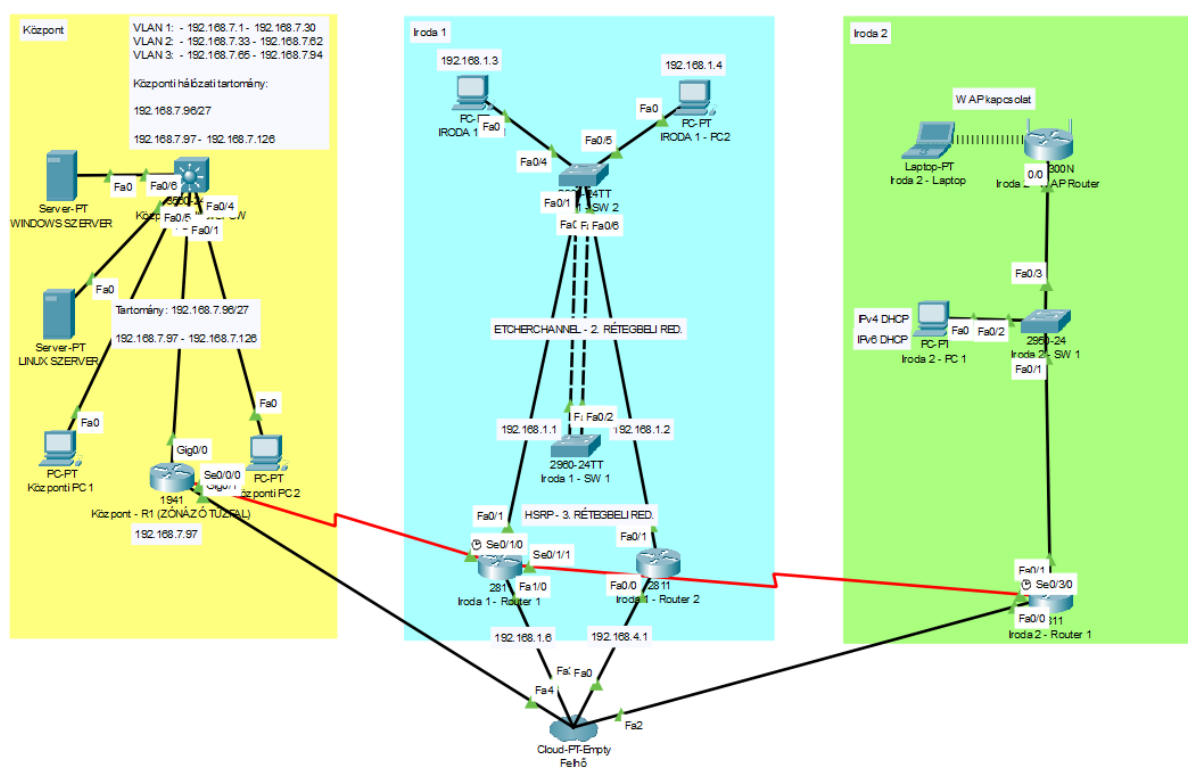 Központ
VLAN 1: - 192.168.7.1 - 192.168.7.30
VLAN 2: - 192.168.7.33 - 192.168.7.62
VLAN 3: - 192.168.7.65 - 192.168.7.94
Központi hálózati tartomány:
192.168.7.96/27
192.168.7.97 - 192.168.7.126
Fa0
Fa0/6
Server-PT
WINDOWS SZERVER
Fa0/4
Fa0/5
Fa0/1
Fa0
Server-PT
LINUX SZERVER
Tartomány: 192.168.7.96/27
192.168.7.97 - 192.168.7.126
Fa0
Fa0
PC-PT
Központi PC 1
Gig0/0
Se0/0/0
PC-PT
Központi PC 2
1941
Központ - R1 (ZÓNÁZÓ TŰZFAL)
192.168.7.97
Iroda 1
192.168.1.3
192.168.1.4
Fa0
Fa0
PC-PT
IRODA 1 - PC2
Fa0/4
Fa0/5
Fa0/1
Fa0/6
ETCHERCHANNEL - 2. RÉTEGBELI RED.
Fa0/2
192.168.1.1
192.168.1.2
2960-24TT
Iroda 1 - SW 1
HSRP - 3. RÉTEGBELI RED.
Fa0/1
Fa0/1
Se0/1/0
Se0/1/1
Fa1/0
Fa0/0
Iroda 1 - Router 1
2811
Iroda 1 - Router 2
192.168.1.6
192.168.4.1
Fa0
Fa4
Fa2
Cloud-PT-Empty
Felhő
Iroda 2
WAP kapcsolat
Laptop-PT
Iroda 2 - Laptop
0/0
WAP Router
Fa0/3
IPv4 DHCP
IPv6 DHCP
Fa0
Fa0/2
PC-PT
Iroda 2 - PC 1
2950-24
Iroda 2 - SW 1
Fa0/1
Fa0/1
Se0/3/0
Fa0/0
Iroda 2 - Router 1